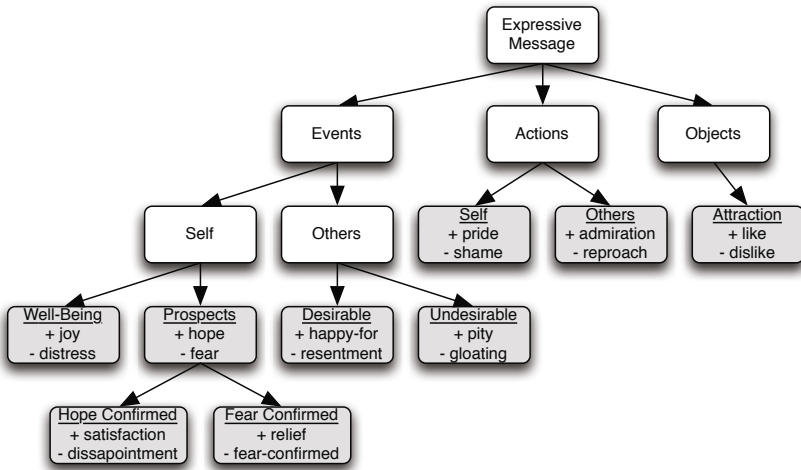 Expressive
Message
Events
Actions
Objects
Self
Others
Self
+ pride
- shame
Others
+ admiration
- reproach
Attraction
+ like
- dislike
Well-Being
+ joy
- distress
Prospects
+ hope
- fear
Desirable
+ happy-for
- resentment
Undesirable
+ pity
- gloating
Hope Confirmed
+ satisfaction
- dissapointment
Fear Confirmed
+ relief
- fear-confirmed